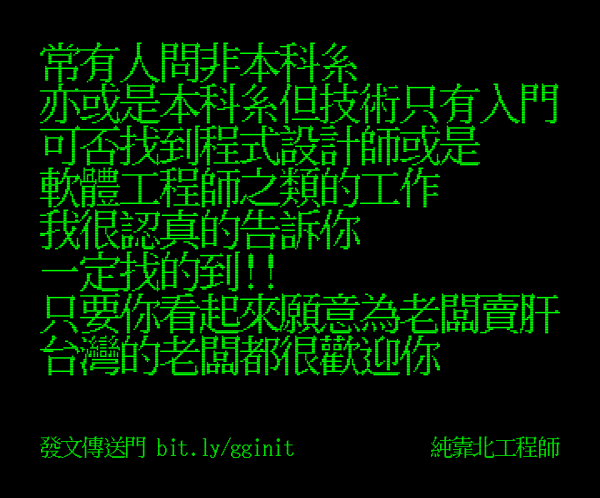 常有人問非本科系
亦或是本科系但技術只有入門
可否找到程式設計師或是
軟體工程師之類的工作
我很認真的告訴你
一定找的到!!
只要你看起來願意為老闆賣肝
台灣的老闆都很歡迎你
發文傳送門 bit.ly/gginit
純靠北工程師